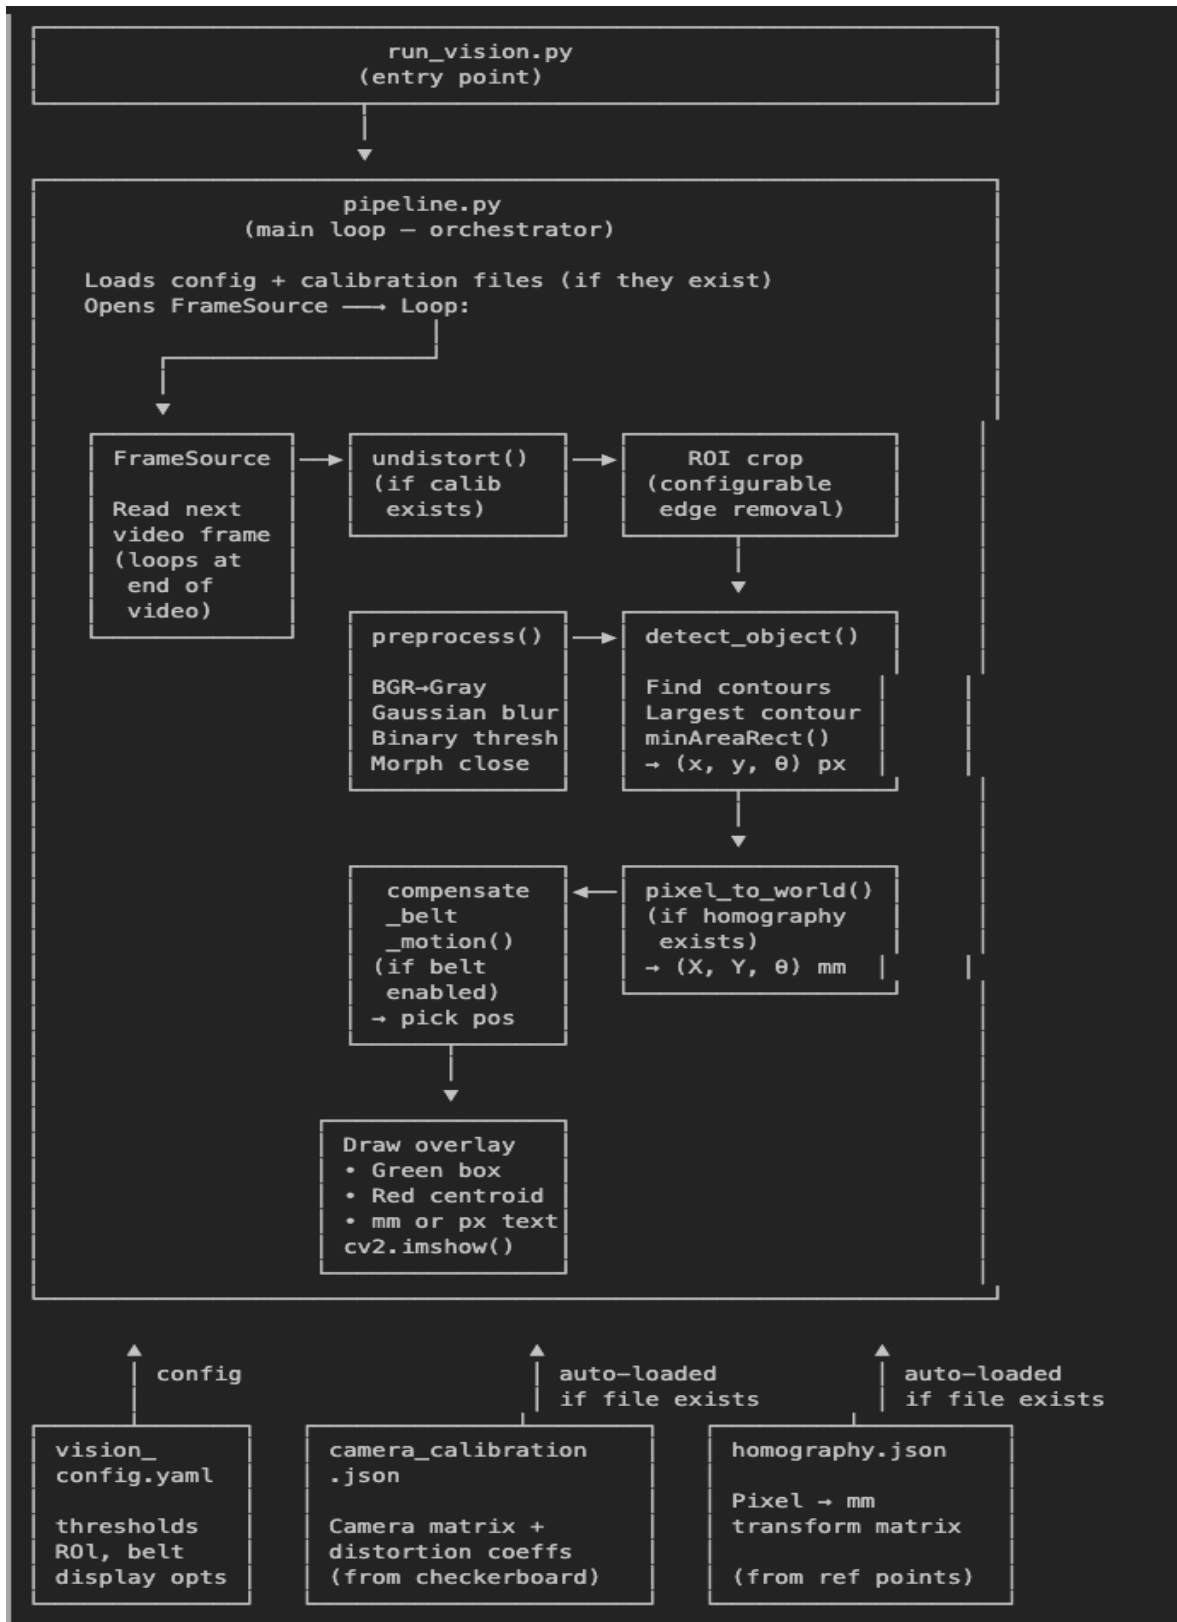 run_vision.py
(entry point)
pipeline.py
(main loop — orchestrator)
Loads config + calibration files (if they exist)
Opens FrameSource ──→ Loop:
FrameSource
Read next
video frame
(loops at
end of
video)
undistort()
(if calib
exists)
ROI crop
(configurable
edge removal)
preprocess()
BGR→Gray
Gaussian blur
Binary thresh
Morph close
detect_object()
Find contours
Largest contour
minAreaRect()
→ (x, y, θ) px
compensate
_belt
_motion()
(if belt
enabled)
→ pick pos
pixel_to_world()
(if homography
exists)
→ (X, Y, θ) mm
Draw overlay
• Green box
• Red centroid
• mm or px text
cv2.imshow()
config
auto-loaded
if file exists
auto-loaded
if file exists
vision_
config.yaml
thresholds
ROl, belt
display opts
camera_calibration
.json
Camera matrix +
distortion coeffs
(from checkerboard)
homography.json
Pixel → mm
transform matrix
(from ref points)